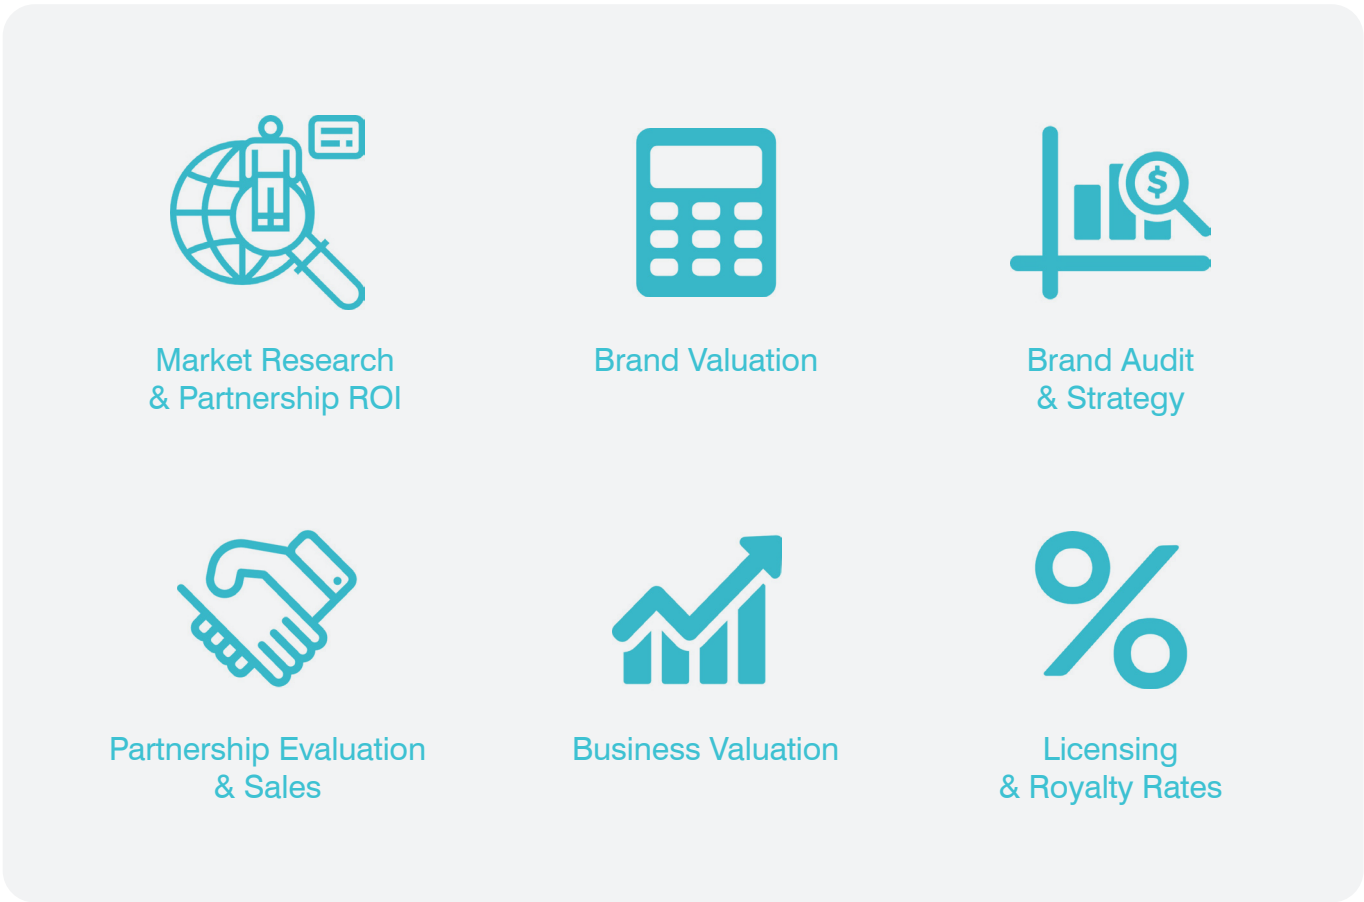 Market Research
& Partnership ROI
Brand Valuation
Brand Audit
& Strategy
$
Partnership Evaluation
& Sales
Business Valuation
Licensing
& Royalty Rates